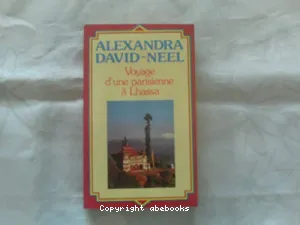 ALEXANDRA
DAVID-NEEL
Voyage
d'une parisienne
à Lhassa
Copyright abebooks